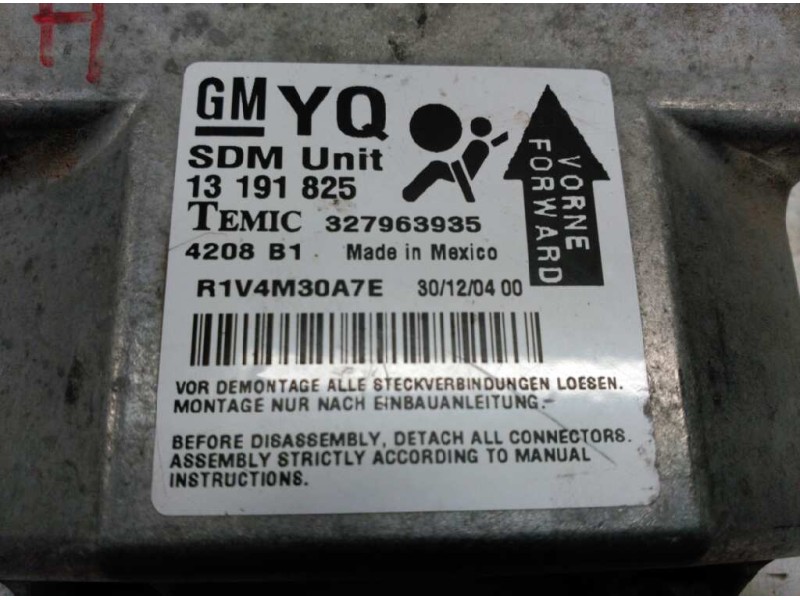 H
GM YQ
SDM Unit
13 191 825
TEMIC 327963935
4208 B1 Made in Mexico
VORNE
FORWARD
R1V4M30A7E 30/12/04 00
VOR DEMONTAGE ALLE STECKVERBINDUNGEN LOESEN.
MONTAGE NUR NACH EINBAUANLEITUNG.
BEFORE DISASSEMBLY, DETACH ALL CONNECTORS.
ASSEMBLY STRICTLY ACCORDING TO MANUAL
INSTRUCTIONS.